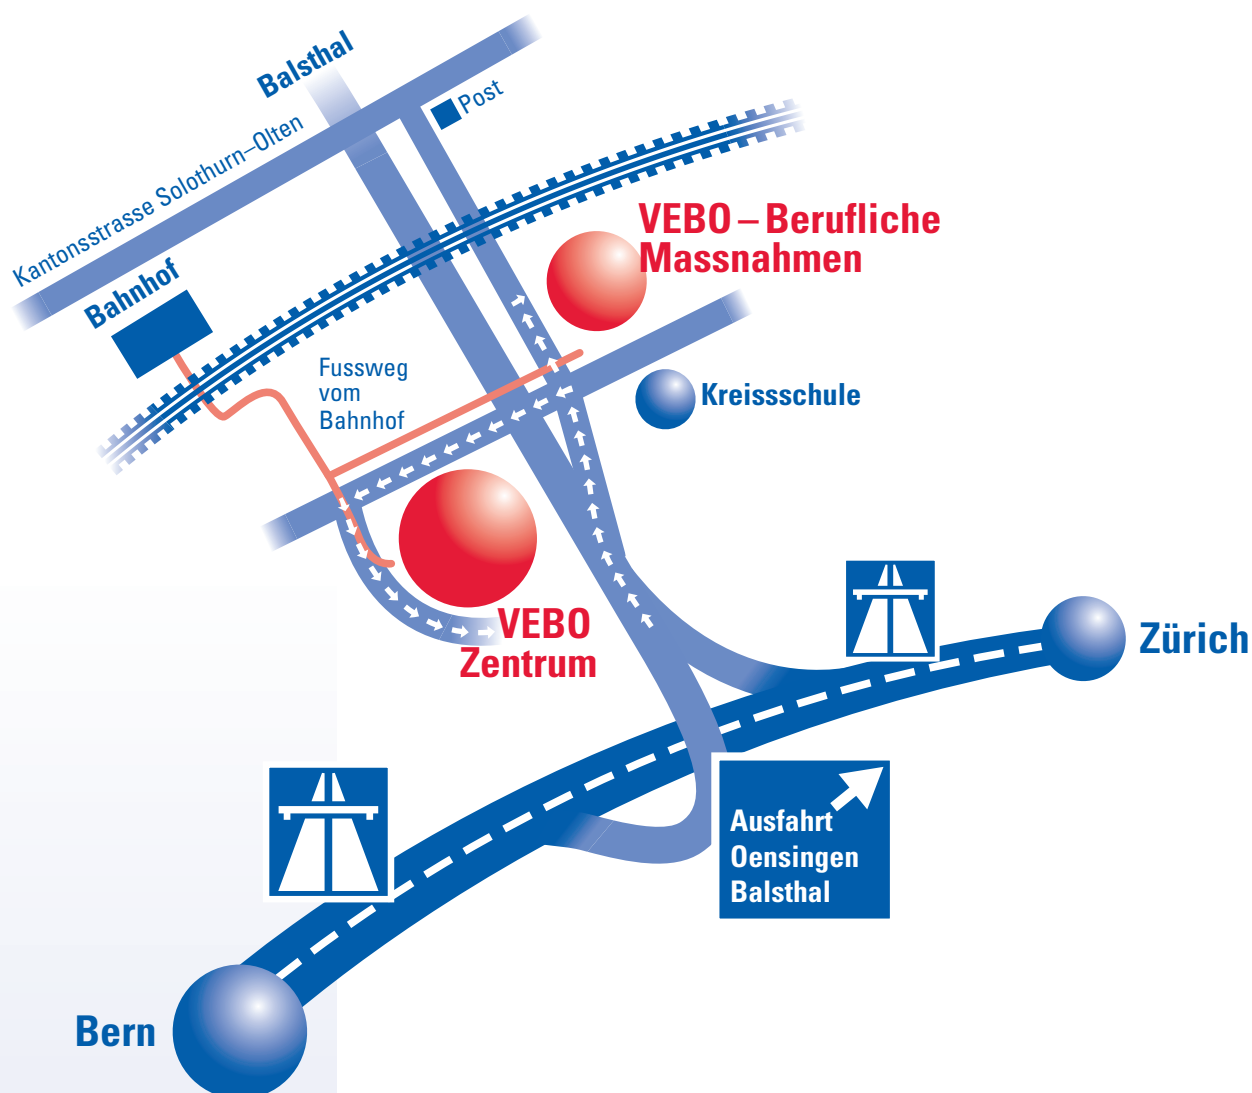 Balsthal
Post
Kantonsstrasse Solothurn–Olten
VEBO – Berufliche
Massnahmen
Bahnhof
Fussweg
vom
Bahnhof
Kreissschule
VEBO
Zentrum
Zürich
Ausfahrt
Oensingen
Balsthal
Bern